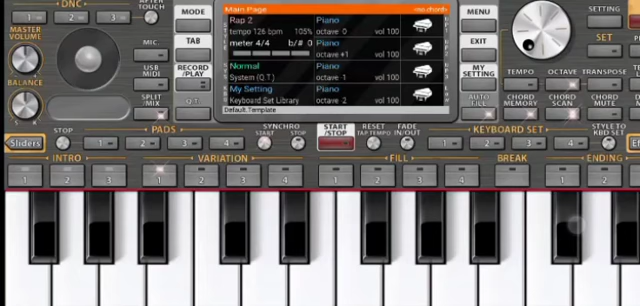 DNC
1 2 3
AFTER TOUCH
MODE
MENU
SETTING
MASTER VOLUME
TAB
EXIT
SET
MIC.
USB MIDI
RECORD /PLAY
MY SETTING
BALANCE
SPLIT /MIX
Q.T.
AUTO FILL
TEMPO
OCTAVE
TRANSPOSE
CHORD MEMORY
CHORD SCAN
CHORD MUTE
Main Page
Rap 2
Piano
tempo 126 bpm 105%
octave 0 vol 100
meter 4/4 b/# 0
Piano
octave +1 vol 100
Normal
Piano
System (Q.T.)
octave -1 vol 100
My Setting
Piano
Keyboard Set Library
octave -2 vol 100
Default.Template
Sliders
STOP
PADS
1 2 3 4
SYNCHRO
START STOP
START /STOP
RESET
TAP TEMPO
FADE IN/OUT
KEYBOARD SET
1 2 3 4
STYLE TO KBD SET
INTRO
1 2 3
VARIATION
1 2 3 4
FILL
1 2 3 4
BREAK
ENDING
1 2